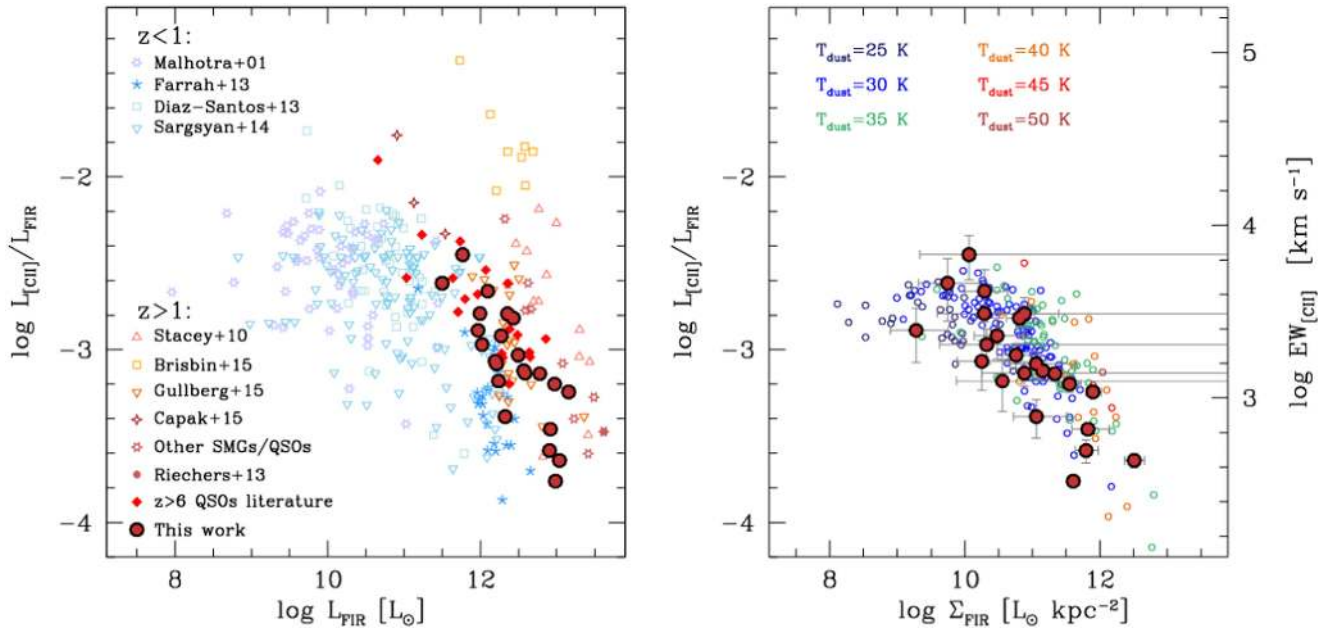 z<1:
Malhotra+01
Farrah+13
Diaz-Santos+13
Sargsyan+14
z>1:
Stacey+10
Brisbin+15
Gullberg+15
Capak+15
Other SMGs/QSOs
Riechers+13
z>6 QSOs literature
This work
-2
-3
-4
log L[CII]/LFIR
8 10 12
log LFIR [L⊙]
Tdust=25 K Tdust=40 K
Tdust=30 K Tdust=45 K
Tdust=35 K Tdust=50 K
-2
-3
-4
log L[CII]/LFIR
8 10 12
log ΣFIR [L⊙ kpc−2]
5
4
3
log EW[CII] [km s−1]